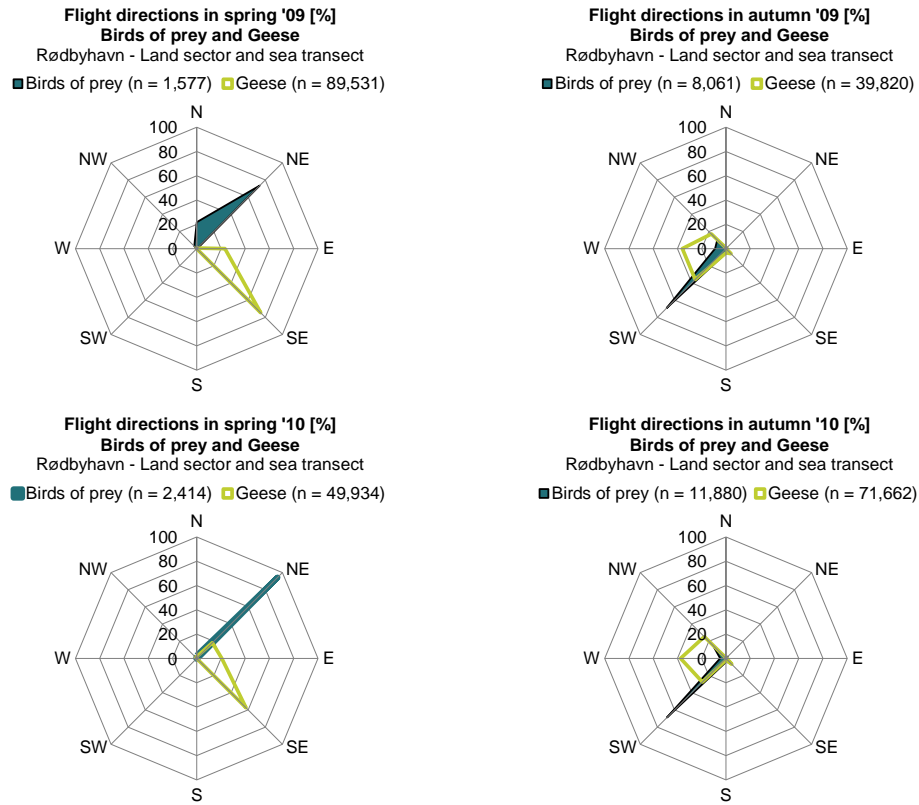 Flight directions in spring '09 [%]
Birds of prey and Geese
Rødbyhavn - Land sector and sea transect
Birds of prey (n = 1,577) Geese (n = 89,531)
N
100
NW
NE
80
60
40
20
W
0
E
SW
SE
S
Flight directions in autumn '09 [%]
Birds of prey and Geese
Rødbyhavn - Land sector and sea transect
Birds of prey (n = 8,061) Geese (n = 39,820)
N
100
NW
NE
80
60
40
20
W
0
E
SW
SE
S
Flight directions in spring '10 [%]
Birds of prey and Geese
Rødbyhavn - Land sector and sea transect
Birds of prey (n = 2,414) Geese (n = 49,934)
N
100
NW
NE
80
60
40
20
W
0
E
SW
SE
S
Flight directions in autumn '10 [%]
Birds of prey and Geese
Rødbyhavn - Land sector and sea transect
Birds of prey (n = 11,880) Geese (n = 71,662)
N
100
NW
NE
80
60
40
20
W
0
E
SW
SE
S